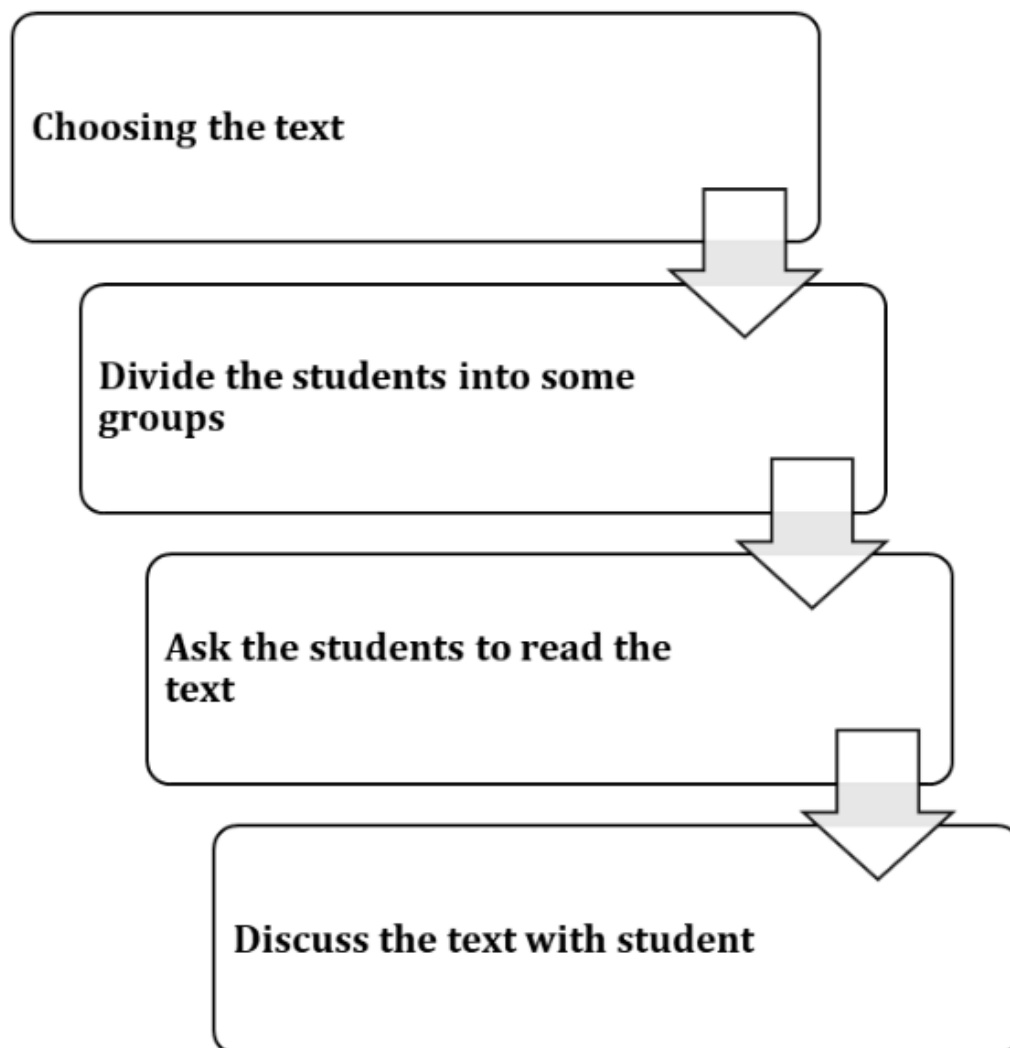 Choosing the text
Divide the students into some
groups
Ask the students to read the
text
Discuss the text with student